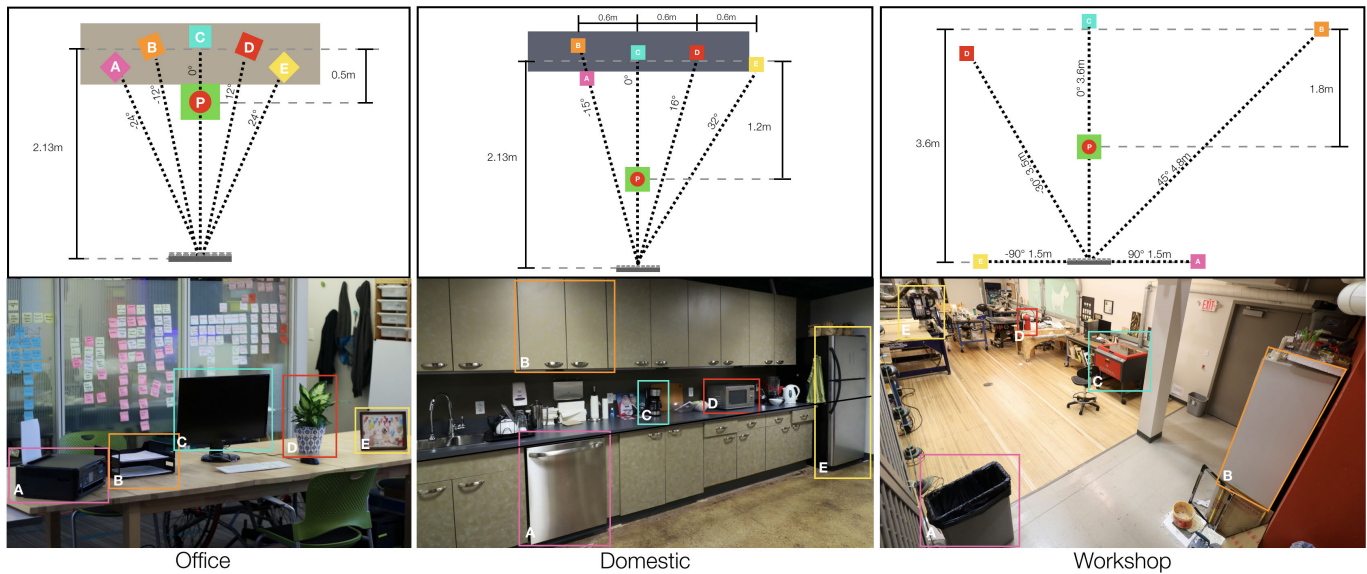 A
B
C
D
E
P
-24°
-12°
0°
12°
24°
2.13m
0.5m
0.6m
0.6m
0.6m
B
C
D
E
A
P
-15°
0°
16°
32°
2.13m
1.2m
C
B
D
P
E
A
0° 3.6m
-30° 3.5m
45° 4.8m
-90° 1.5m
90° 1.5m
3.6m
1.8m
A
B
C
D
E
B
C
D
E
A
E
D
C
B
A
EXIT
Office
Domestic
Workshop